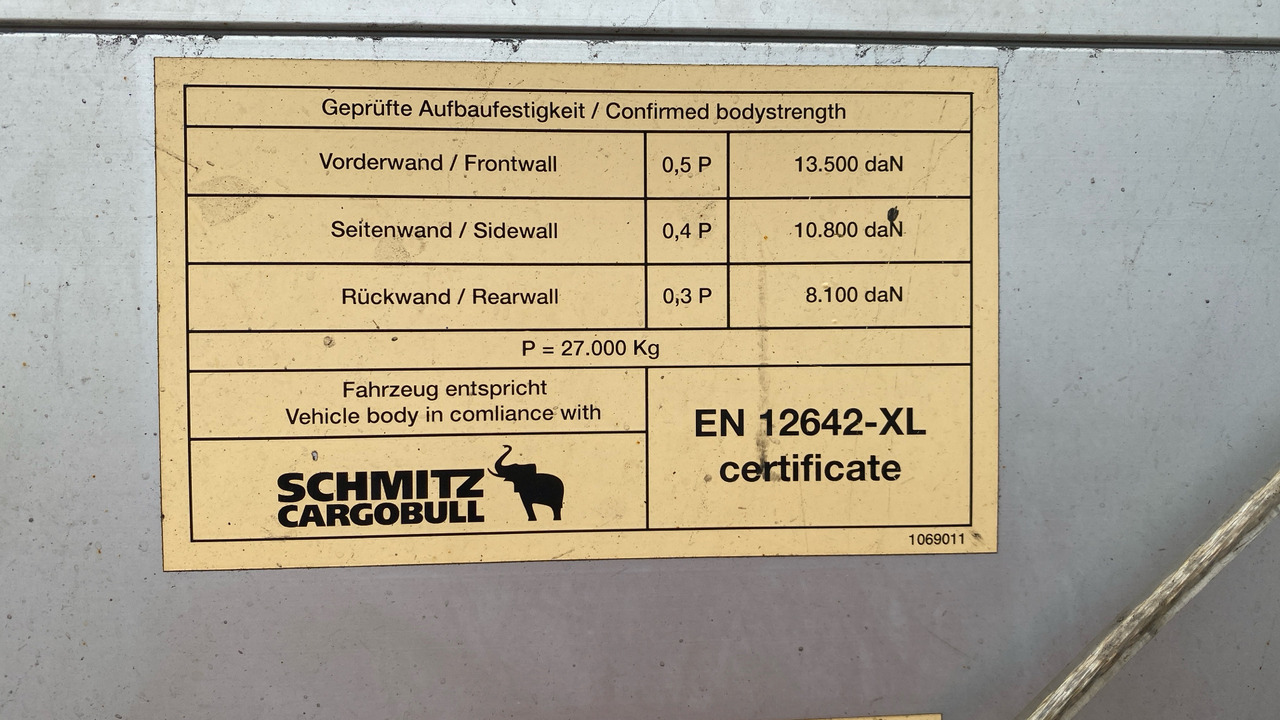 Geprüfte Aufbaufestigkeit / Confirmed bodystrength
Vorderwand / Frontwall 0,5 P 13.500 daN
Seitenwand / Sidewall 0,4 P 10.800 daN
Rückwand / Rearwall 0,3 P 8.100 daN
P = 27.000 Kg
Fahrzeug entspricht
Vehicle body in comliance with
SCHMITZ
CARGOBULL
EN 12642-XL
certificate
1069011